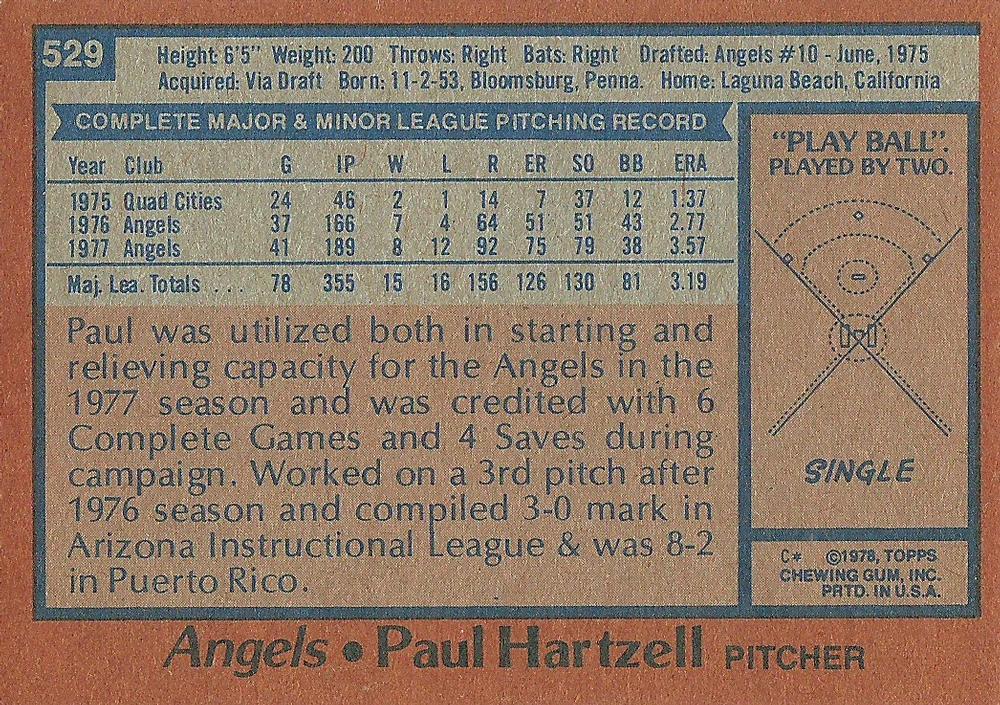 529
Height: 6'5" Weight: 200 Throws: Right Bats: Right Drafted: Angels #10 - June, 1975
Acquired: Via Draft Born: 11-2-53, Bloomsburg, Penna. Home: Laguna Beach, California
COMPLETE MAJOR & MINOR LEAGUE PITCHING RECORD
Year Club G IP W L R ER SO BB ERA
1975 Quad Cities 24 46 2 1 14 7 37 12 1.37
1976 Angels 37 166 7 4 64 51 51 43 2.77
1977 Angels 41 189 8 12 92 75 79 38 3.57
Maj. Lea. Totals . . . 78 355 15 16 156 126 130 81 3.19
Paul was utilized both in starting and
relieving capacity for the Angels in the
1977 season and was credited with 6
Complete Games and 4 Saves during
campaign. Worked on a 3rd pitch after
1976 season and compiled 3-0 mark in
Arizona Instructional League & was 8-2
in Puerto Rico.
"PLAY BALL".
PLAYED BY TWO.
SINGLE
C* ©1978, TOPPS
CHEWING GUM, INC.
PRTD. IN U.S.A.
Angels • Paul Hartzell PITCHER